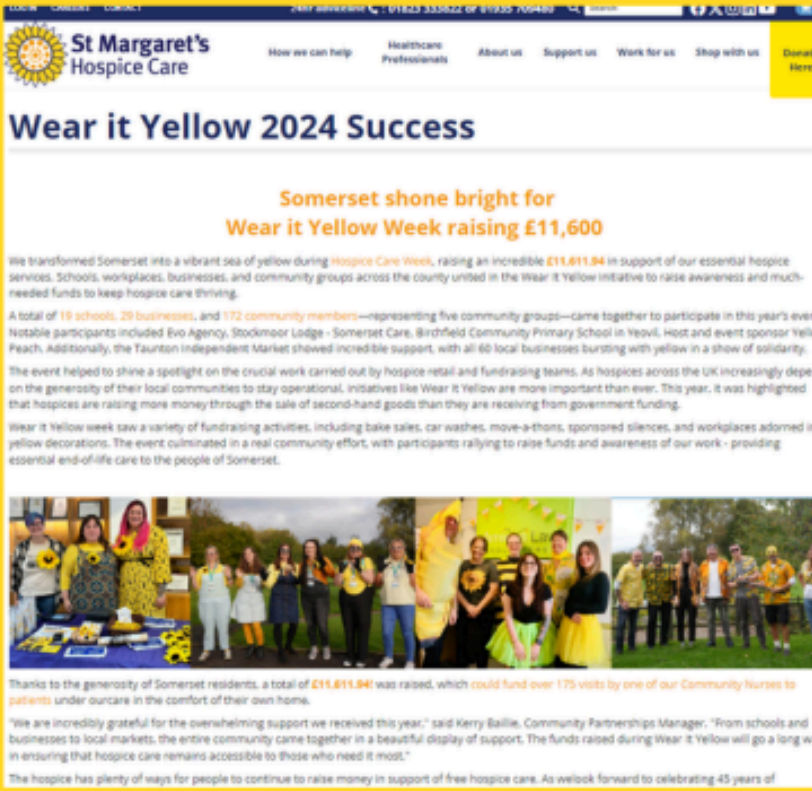 LOGIN CAREERS CONTACT
24hr adviceline : 01823 333822 or 01935 709480
Search
St Margaret's
Hospice Care
How we can help
Healthcare
Professionals
About us
Support us
Work for us
Shop with us
Donat
Here
Wear it Yellow 2024 Success
Somerset shone bright for
Wear it Yellow Week raising £11,600
We transformed Somerset into a vibrant sea of yellow during Hospice Care Week, raising an incredible £11,611.94 in support of our essential hospice
services. Schools, workplaces, businesses, and community groups across the county united in the Wear It Yellow initiative to raise awareness and much-
needed funds to keep hospice care thriving.
A total of 19 schools, 29 businesses, and 172 community members—representing five community groups—came together to participate in this year's even
Notable participants included Evo Agency, Stockmoor Lodge - Somerset Care, Birchfield Community Primary School in Yeovil, Host and event sponsor Yell
Peach. Additionally, the Taunton Independent Market showed incredible support, with all 60 local businesses bursting with yellow in a show of solidarity.
The event helped to shine a spotlight on the crucial work carried out by hospice retail and fundraising teams. As hospices across the UK increasingly depe
on the generosity of their local communities to stay operational, initiatives like Wear It Yellow are more important than ever. This year, it was highlighted
that hospices are raising more money through the sale of second-hand goods than they are receiving from government funding.
Wear It Yellow week saw a variety of fundraising activities, including bake sales, car washes, move-a-thons, sponsored silences, and workplaces adorned in
yellow decorations. The event culminated in a real community effort, with participants rallying to raise funds and awareness of our work - providing
essential end-of-life care to the people of Somerset.
Thanks to the generosity of Somerset residents, a total of £11,611.94! was raised, which could fund over 175 visits by one of our Community Nurses to
patients under ourcare in the comfort of their own home.
"We are incredibly grateful for the overwhelming support we received this year," said Kerry Baillie, Community Partnerships Manager. "From schools and
businesses to local markets, the entire community came together in a beautiful display of support. The funds raised during Wear It Yellow will go a long w
in ensuring that hospice care remains accessible to those who need it most."
The hospice has plenty of ways for people to continue to raise money in support of free hospice care. As welook forward to celebrating 45 years of